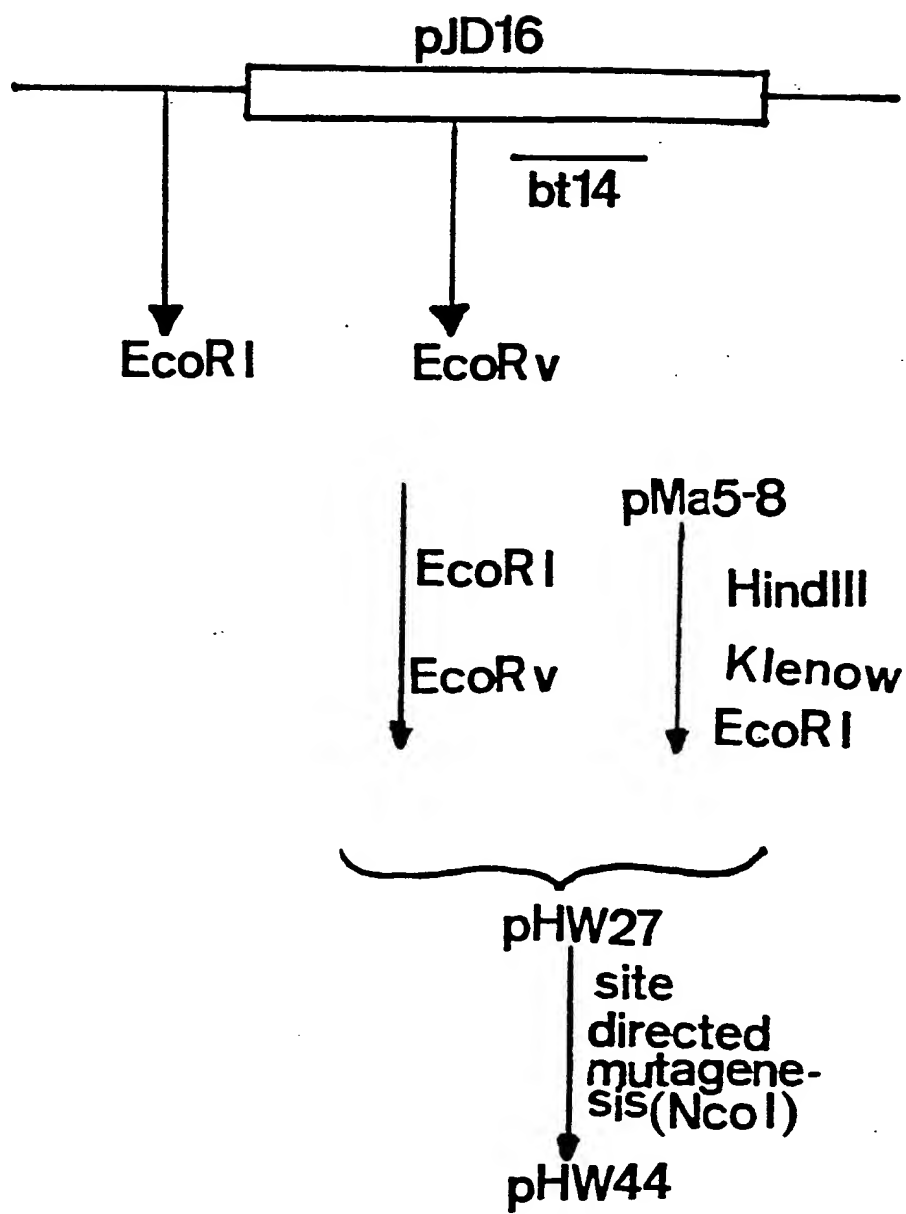 pJD16
bt14
EcoRI
EcoRv
EcoRI
EcoRv
pMa5-8
HindIII
Klenow
EcoRI
pHW27
site
directed
mutagene-
sis(NcoI)
pHW44